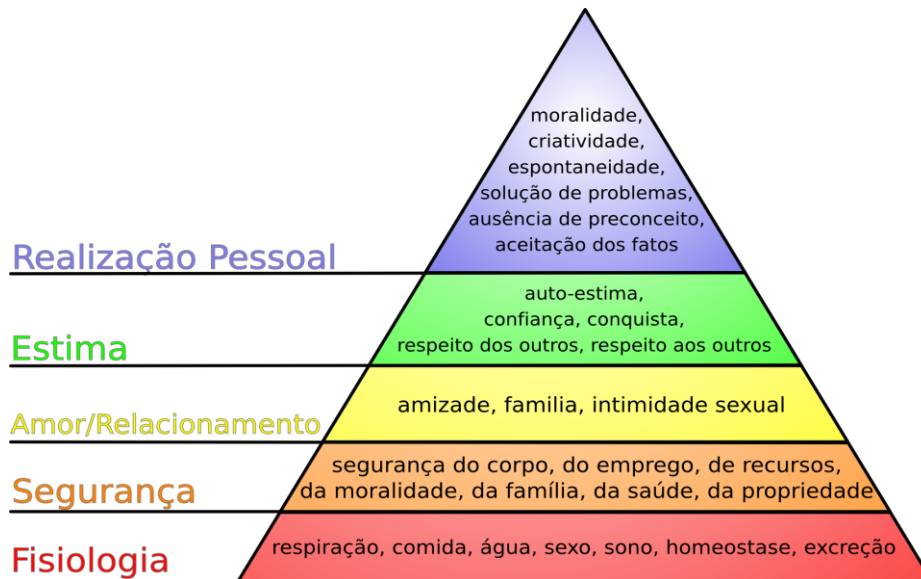 moralidade,
criatividade,
espontaneidade,
solução de problemas,
ausência de preconceito,
aceitação dos fatos
Realização Pessoal
auto-estima,
confiança, conquista,
respeito dos outros, respeito aos outros
Estima
amizade, familia, intimidade sexual
Amor/Relacionamento
segurança do corpo, do emprego, de recursos,
da moralidade, da família, da saúde, da propriedade
Segurança
respiração, comida, água, sexo, sono, homeostase, excreção
Fisiologia